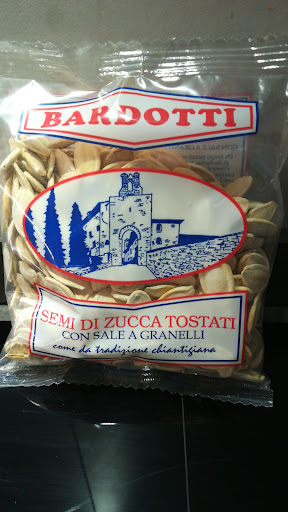 BARDOTTI
SEMI DI ZUCCA TOSTATI
CON SALE A GRANELLI
come da tradizione chiantigiana